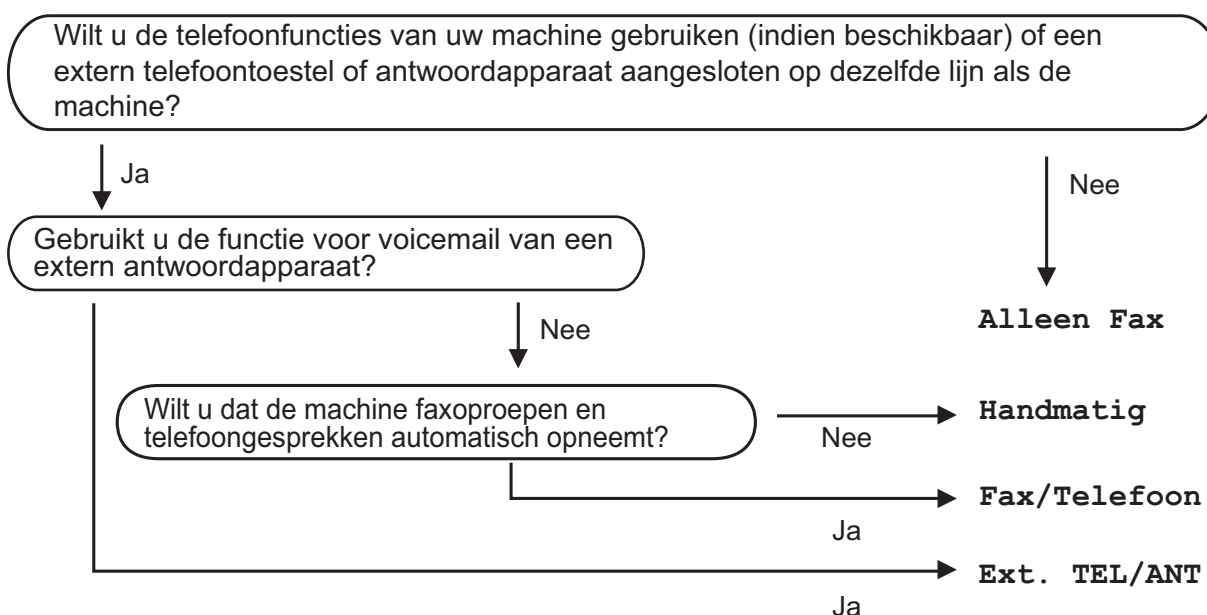 Wilt u de telefoonfuncties van uw machine gebruiken (indien beschikbaar) of een
extern telefoontoestel of antwoordapparaat aangesloten op dezelfde lijn als de
machine?
Ja
Nee
Gebruikt u de functie voor voicemail van een
extern antwoordapparaat?
Nee
Alleen Fax
Wilt u dat de machine faxoproepen en
telefoongesprekken automatisch opneemt?
Nee
Handmatig
Ja
Fax/Telefoon
Ja
Ext. TEL/ANT